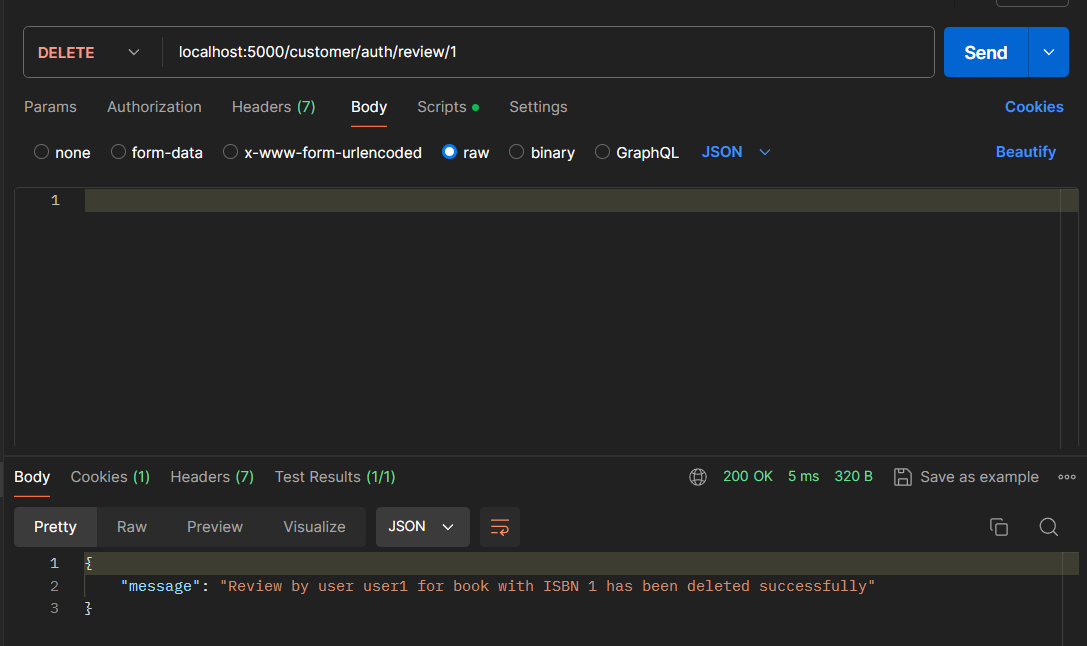 DELETE localhost:5000/customer/auth/review/1 Send
Params Authorization Headers (7) Body Scripts Settings Cookies
none form-data x-www-form-urlencoded raw binary GraphQL JSON Beautify
1
Body Cookies (1) Headers (7) Test Results (1/1) 200 OK 5 ms 320 B Save as example
Pretty Raw Preview Visualize JSON
1 {
2 "message": "Review by user user1 for book with ISBN 1 has been deleted successfully"
3 }